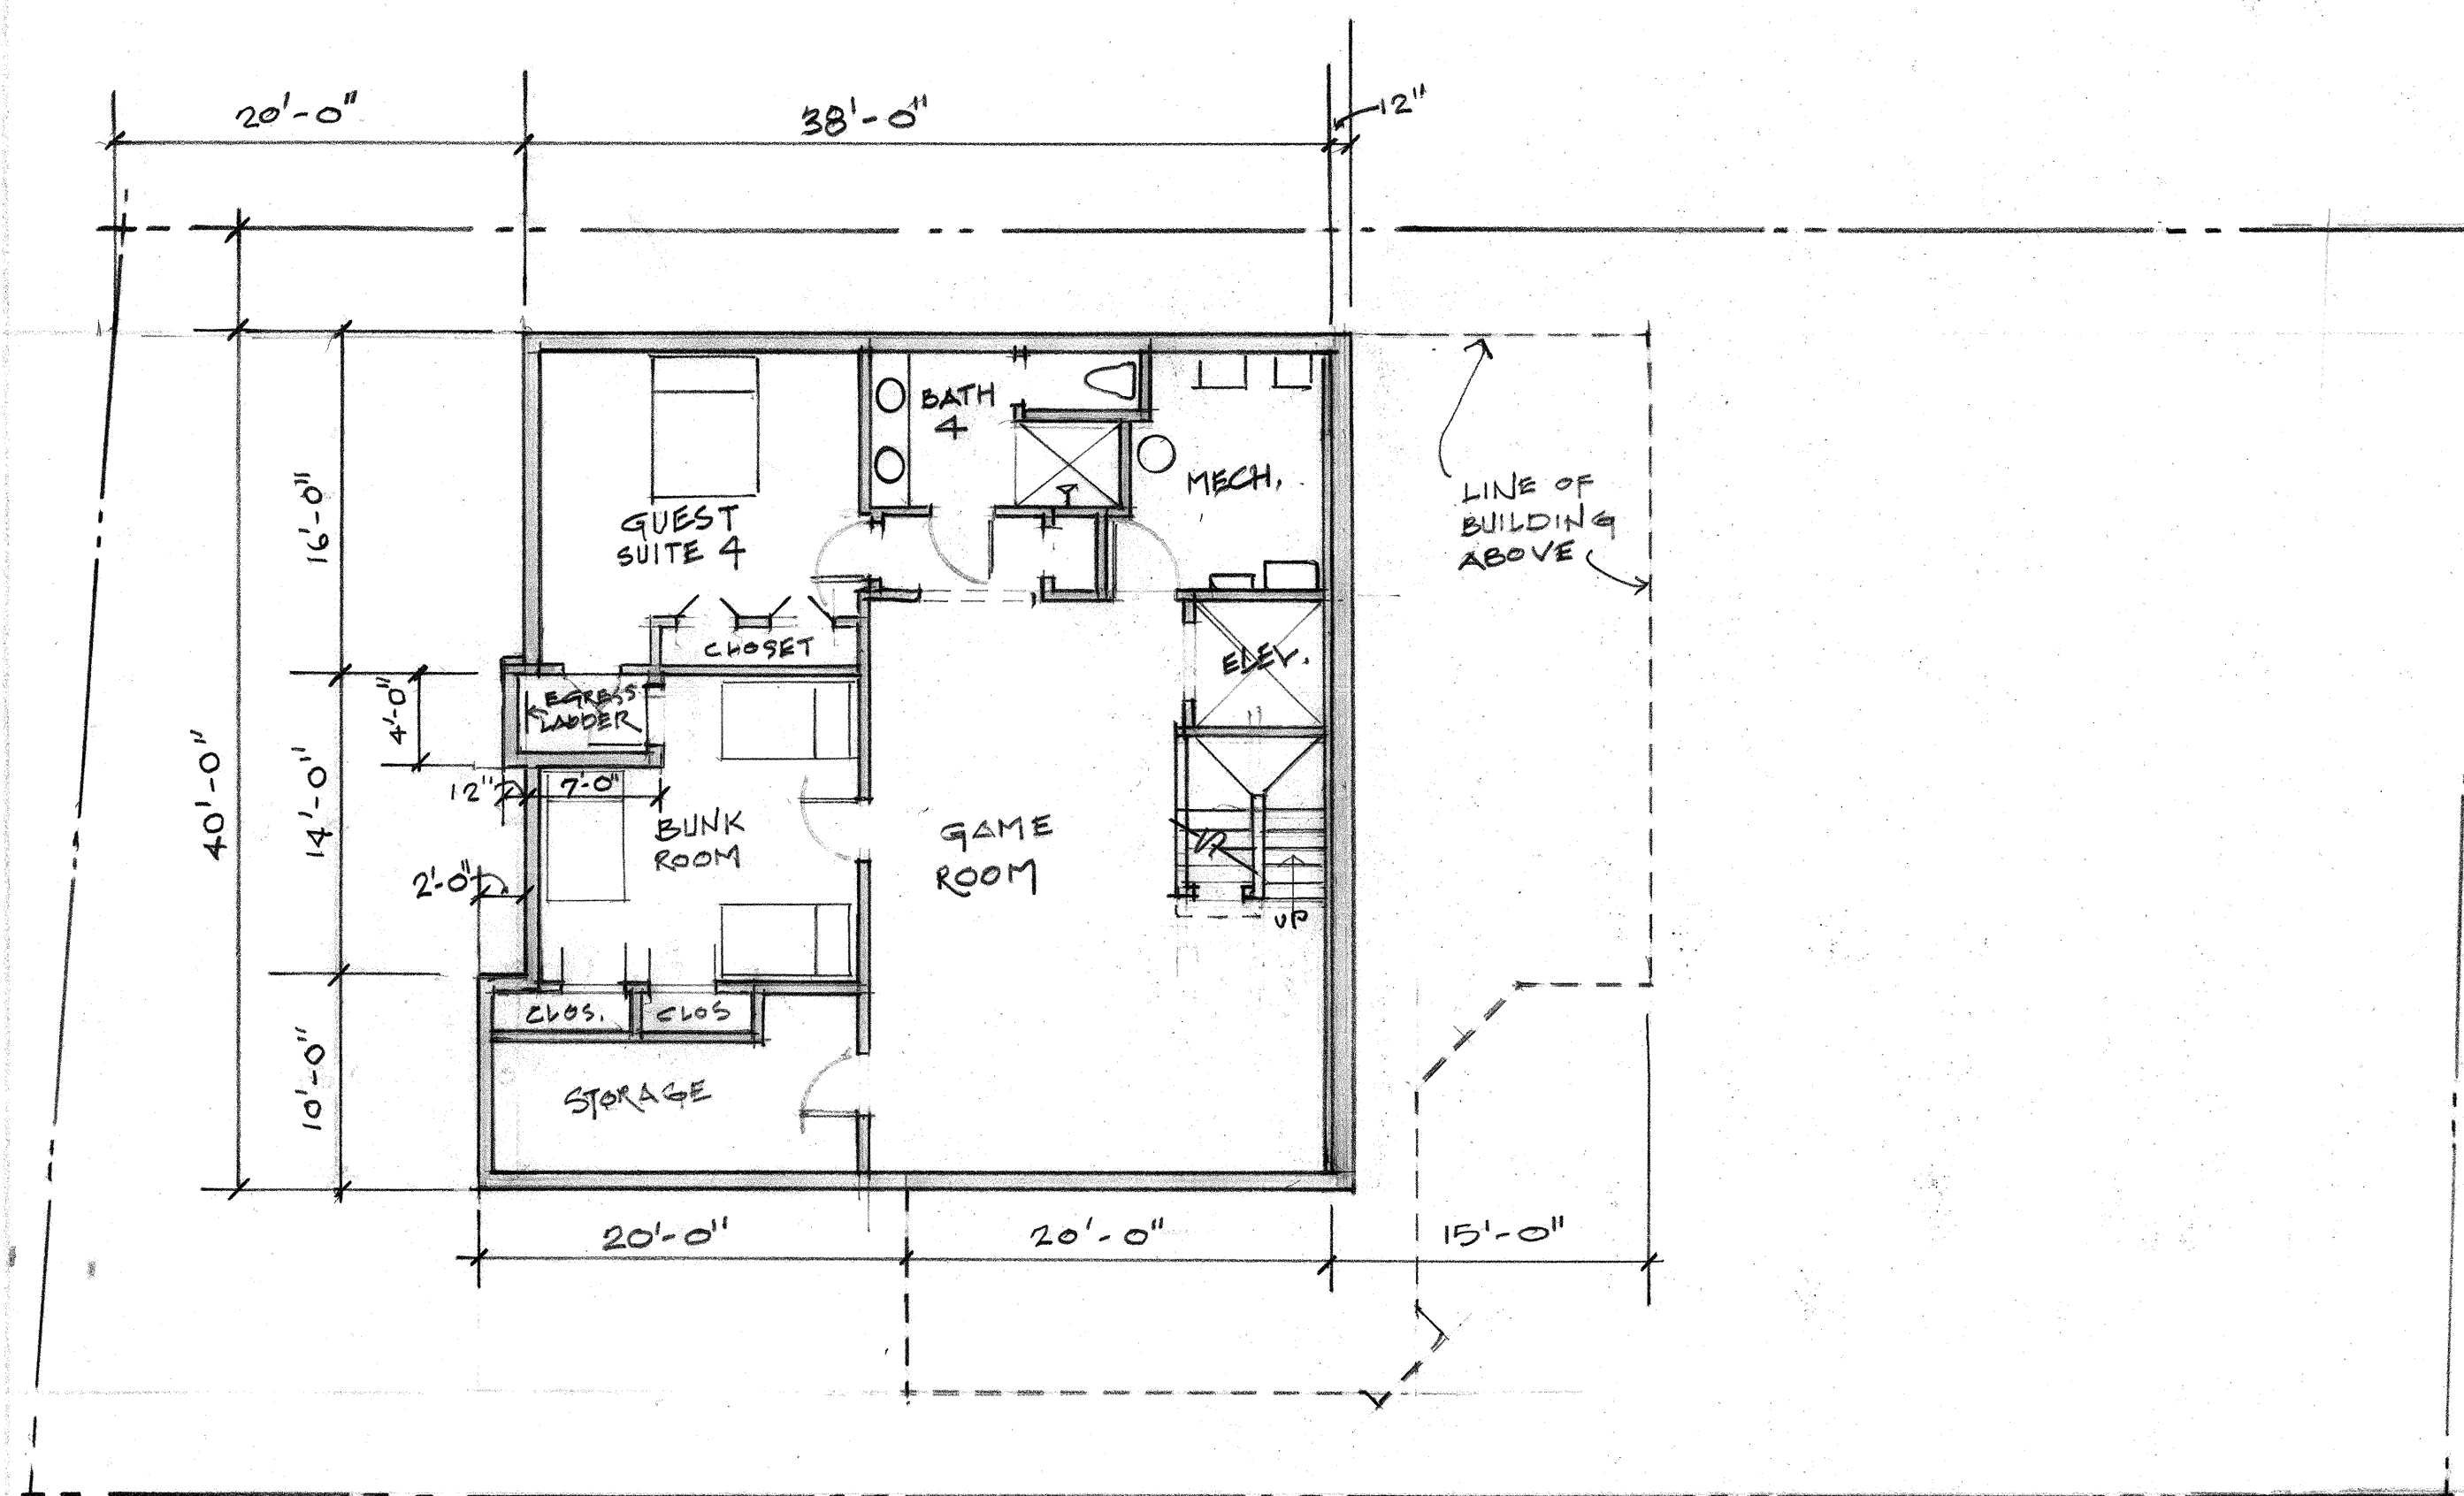 20'-0"
38'-0"
12"
BATH
4
MECH.
LINE OF
BUILDING
ABOVE
16'-0"
GUEST
SUITE 4
CLOSET
ELEV.
EGRESS
LADDER
4'-0"
40'-0"
14'-0"
12"
7'-0"
BUNK
ROOM
GAME
ROOM
2'-0"
UP
CLOS.
CLOS
10'-0"
STORAGE
20'-0"
20'-0"
15'-0"